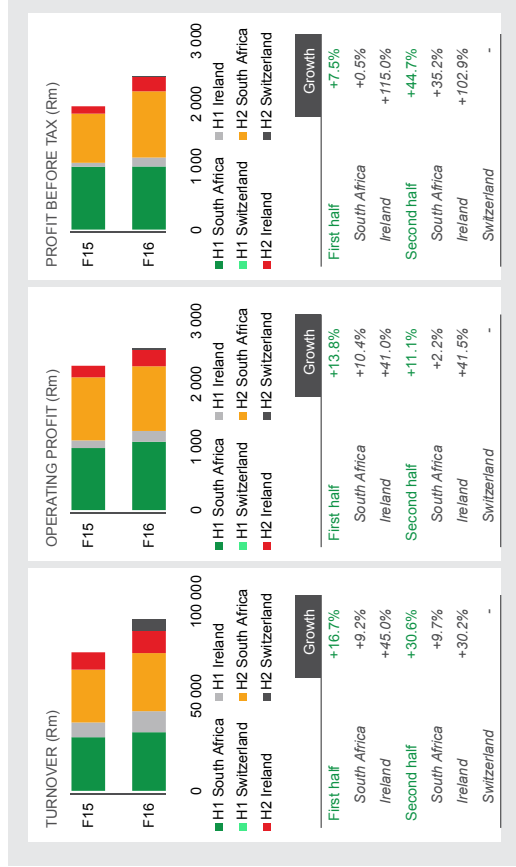 TURNOVER (Rm)
F15
F16
0 50 000 100 000
H1 South Africa H1 Ireland
H1 Switzerland H2 South Africa
H2 Ireland H2 Switzerland
Growth
First half +16.7%
South Africa +9.2%
Ireland +45.0%
Second half +30.6%
South Africa +9.7%
Ireland +30.2%
Switzerland -
OPERATING PROFIT (Rm)
F15
F16
0 1 000 2 000 3 000
H1 South Africa H1 Ireland
H1 Switzerland H2 South Africa
H2 Ireland H2 Switzerland
Growth
First half +13.8%
South Africa +10.4%
Ireland +41.0%
Second half +11.1%
South Africa +2.2%
Ireland +41.5%
Switzerland -
PROFIT BEFORE TAX (Rm)
F15
F16
0 1 000 2 000 3 000
H1 South Africa H1 Ireland
H1 Switzerland H2 South Africa
H2 Ireland H2 Switzerland
Growth
First half +7.5%
South Africa +0.5%
Ireland +115.0%
Second half +44.7%
South Africa +35.2%
Ireland +102.9%
Switzerland -